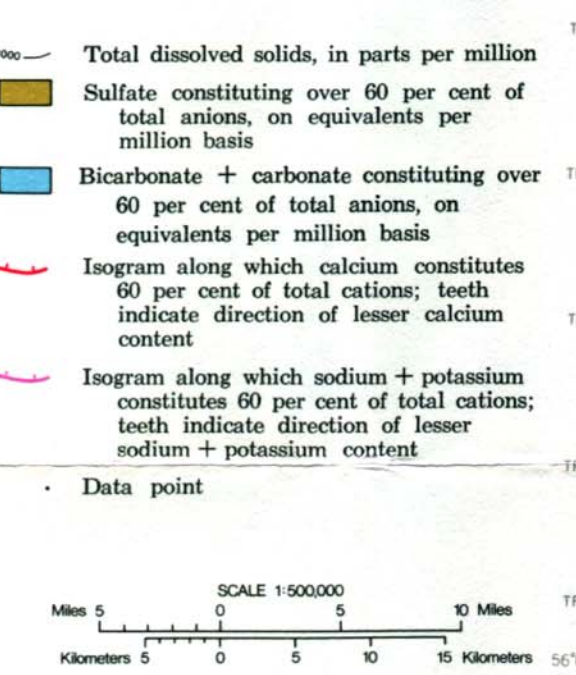 000 Total dissolved solids, in parts per million
Sulfate constituting over 60 per cent of
total anions, on equivalents per
million basis
Bicarbonate + carbonate constituting over
60 per cent of total anions, on
equivalents per million basis
Isogram along which calcium constitutes
60 per cent of total cations; teeth
indicate direction of lesser calcium
content
Isogram along which sodium + potassium
constitutes 60 per cent of total cations;
teeth indicate direction of lesser
sodium + potassium content
Data point
SCALE 1:500,000
Miles 5 0 5 10 Miles
Kilometers 5 0 5 10 15 Kilometers
56°